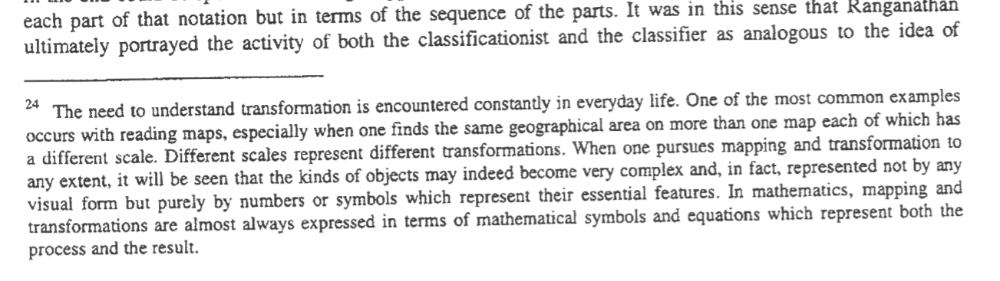 each part of that notation but in terms of the sequence of the parts. It was in this sense that Ranganathan
ultimately portrayed the activity of both the classificationist and the classifier as analogous to the idea of
24 The need to understand transformation is encountered constantly in everyday life. One of the most common examples
occurs with reading maps, especially when one finds the same geographical area on more than one map each of which has
a different scale. Different scales represent different transformations. When one pursues mapping and transformation to
any extent, it will be seen that the kinds of objects may indeed become very complex and, in fact, represented not by any
visual form but purely by numbers or symbols which represent their essential features. In mathematics, mapping and
transformations are almost always expressed in terms of mathematical symbols and equations which represent both the
process and the result.